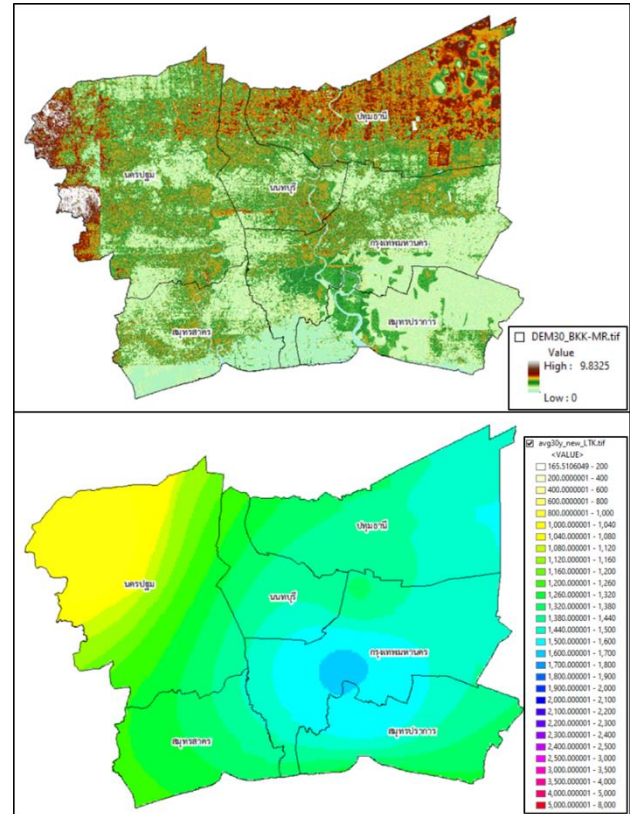 ปทุมธานี
นครปฐม
นนทบุรี
กรุงเทพมหานคร
สมุทรปราการ
สมุทรสาคร
DEM30_BKK-MR.tif
Value
High : 9.8325
Low : 0
avg30y_new_LTK.tif
<VALUE>
165.5106049 - 200
200.0000001 - 400
400.0000001 - 600
600.0000001 - 800
800.0000001 - 1,000
1,000.000001 - 1,040
1,040.000001 - 1,080
1,080.000001 - 1,120
1,120.000001 - 1,160
1,160.000001 - 1,200
1,200.000001 - 1,260
1,260.000001 - 1,320
1,320.000001 - 1,380
1,380.000001 - 1,440
1,440.000001 - 1,500
1,500.000001 - 1,600
1,600.000001 - 1,700
1,700.000001 - 1,800
1,800.000001 - 1,900
1,900.000001 - 2,000
2,000.000001 - 2,100
2,100.000001 - 2,200
2,200.000001 - 2,300
2,300.000001 - 2,400
2,400.000001 - 2,500
2,500.000001 - 3,000
3,000.000001 - 3,500
3,500.000001 - 4,000
4,000.000001 - 5,000
5,000.000001 - 8,000
ปทุมธานี
นครปฐม
นนทบุรี
กรุงเทพมหานคร
สมุทรปราการ
สมุทรสาคร